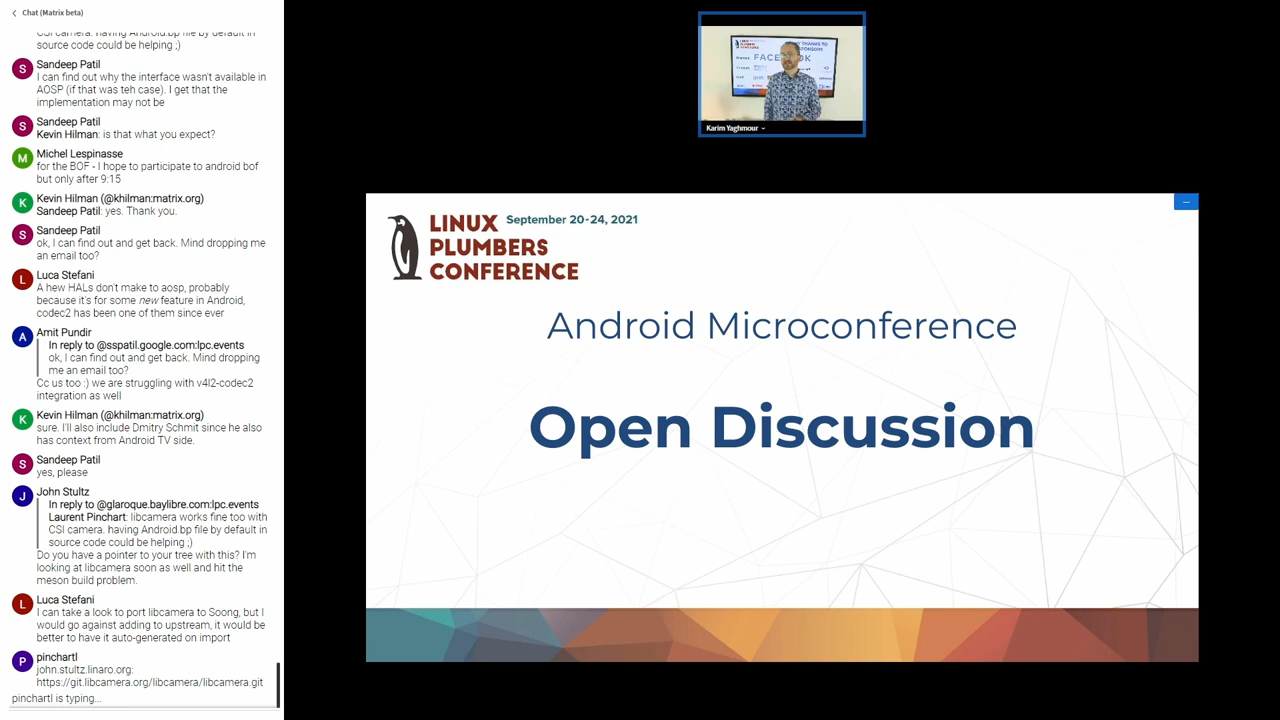 Chat (Matrix beta)
CSI camera. having Android.bp file by default in
source code could be helping ;)
Sandeep Patil
I can find out why the interface wasn't available in
AOSP (if that was teh case). I get that the
implementation may not be
Sandeep Patil
Kevin Hilman: is that what you expect?
Michel Lespinasse
for the BOF - I hope to participate to android bof
but only after 9:15
Kevin Hilman (@khilman:matrix.org)
Sandeep Patil: yes. Thank you.
Sandeep Patil
ok, I can find out and get back. Mind dropping me
an email too?
Luca Stefani
A hew HALs don't make to aosp, probably
because it's for some new feature in Android,
codec2 has been one of them since ever
Amit Pundir
In reply to @sspatil.google.com:lpc.events
ok, I can find out and get back. Mind dropping
me an email too?
Cc us too :) we are struggling with v4l2-codec2
integration as well
Kevin Hilman (@khilman:matrix.org)
sure. I'll also include Dmitry Schmit since he also
has context from Android TV side.
Sandeep Patil
yes, please
John Stultz
In reply to @glaroque.baylibre.com:lpc.events
Laurent Pinchart: libcamera works fine too with
CSI camera. having Android.bp file by default in
source code could be helping ;)
Do you have a pointer to your tree with this? I'm
looking at libcamera soon as well and hit the
meson build problem.
Luca Stefani
I can take a look to port libcamera to Soong, but I
would go against adding to upstream, it would be
better to have it auto-generated on import
pinchartl
john.stultz.linaro.org:
https://git.libcamera.org/libcamera/libcamera.git
pinchartl is typing...
Karim Yaghmour
LINUX September 20-24, 2021
PLUMBERS
CONFERENCE
Android Microconference
Open Discussion